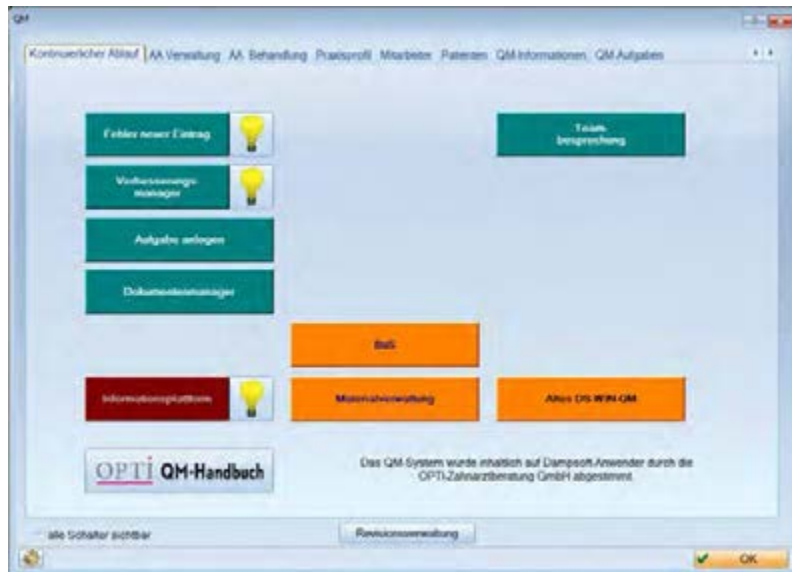 QM
Kontinuierlicher Ablauf AA Verwaltung AA Behandlung Praxisprofil Mitarbeiter Patienten QM-Informationen QM-Aufgaben
Fehler neuer Eintrag
Team-
besprechung
Verbesserungs-
manager
Aufgabe anlegen
Dokumentenmanager
BuS
Informationsplattform
Materialverwaltung
Altes DS-WIN-QM
OPTI QM-Handbuch
Das QM-System wurde inhaltlich auf Dampsoft-Anwender durch die
OPTI-Zahnarztberatung GmbH abgestimmt.
alle Schalter sichtbar
Revisionsverwaltung
OK